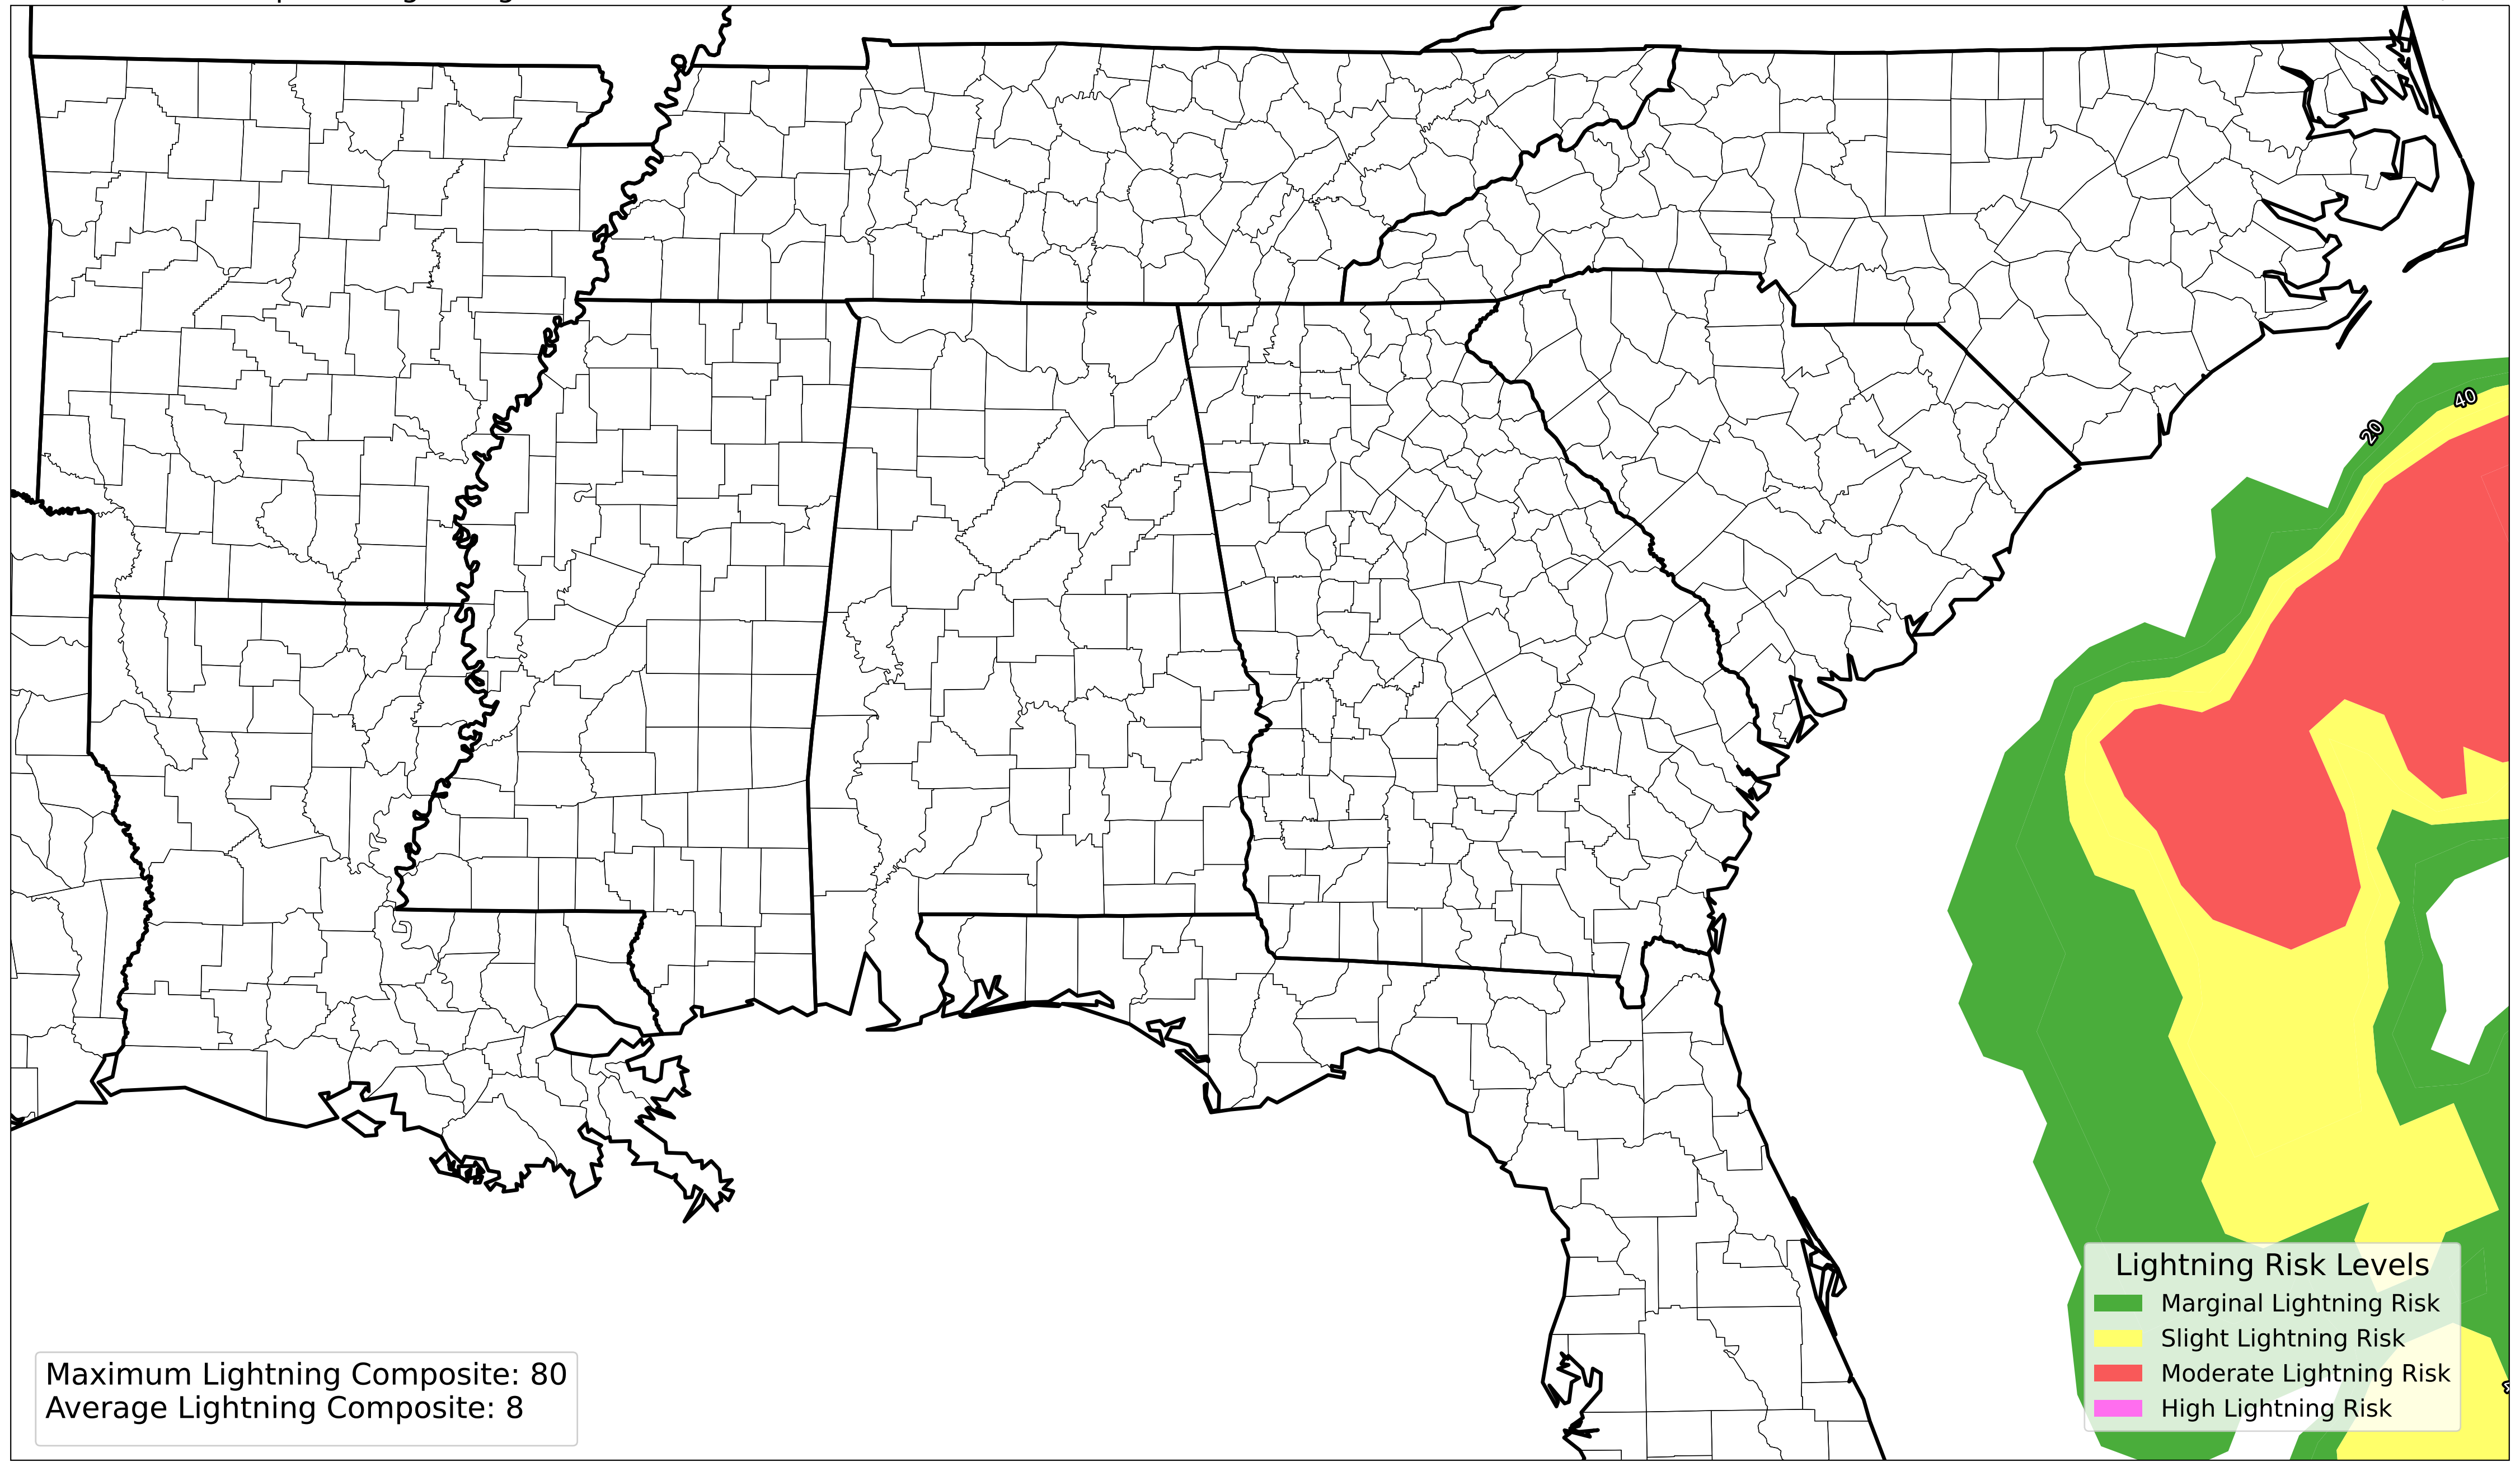 40
20
Lightning Risk Levels
Marginal Lightning Risk
Slight Lightning Risk
Moderate Lightning Risk
High Lightning Risk
Maximum Lightning Composite: 80
Average Lightning Composite: 8